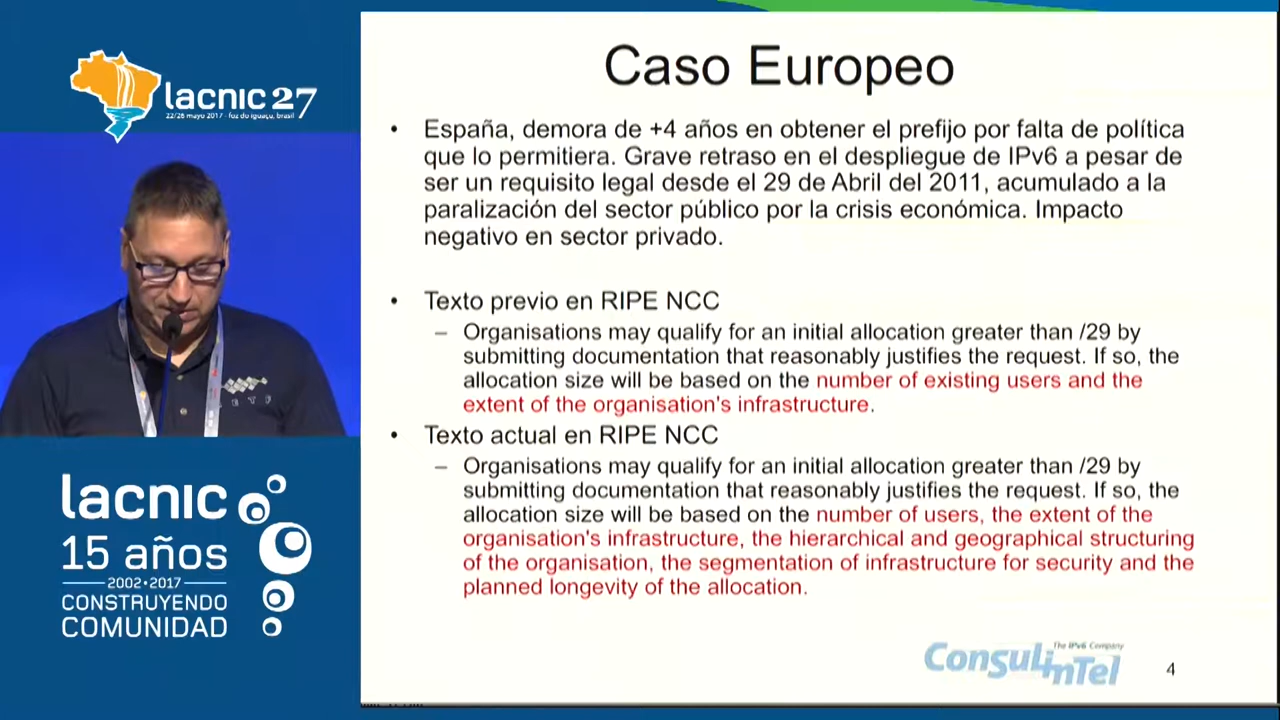 lacnic 27
22/26 mayo 2017 - foz do iguaçu, brasil
IETF
lacnic
15 años
2002•2017
CONSTRUYENDO
COMUNIDAD
Caso Europeo
• España, demora de +4 años en obtener el prefijo por falta de política
que lo permitiera. Grave retraso en el despliegue de IPv6 a pesar de
ser un requisito legal desde el 29 de Abril del 2011, acumulado a la
paralización del sector público por la crisis económica. Impacto
negativo en sector privado.
• Texto previo en RIPE NCC
– Organisations may qualify for an initial allocation greater than /29 by
submitting documentation that reasonably justifies the request. If so, the
allocation size will be based on the number of existing users and the
extent of the organisation's infrastructure.
• Texto actual en RIPE NCC
– Organisations may qualify for an initial allocation greater than /29 by
submitting documentation that reasonably justifies the request. If so, the
allocation size will be based on the number of users, the extent of the
organisation's infrastructure, the hierarchical and geographical structuring
of the organisation, the segmentation of infrastructure for security and the
planned longevity of the allocation.
The IPv6 Company
Consulintel
4